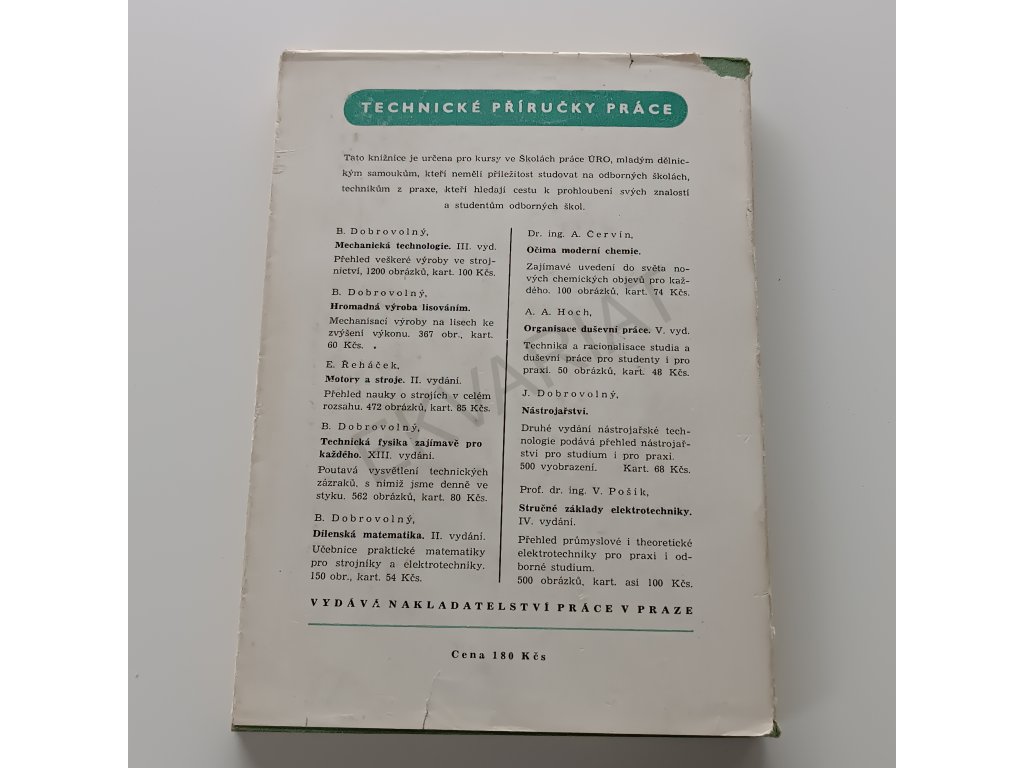 TECHNICKÉ PŘÍRUČKY PRÁCE
Tato knižnice je určena pro kursy ve Školách práce ÚRO, mladým dělnic-
kým samoukům, kteří neměli příležitost studovat na odborných školách,
technikům z praxe, kteří hledají cestu k prohloubení svých znalostí
a studentům odborných škol.
B. Dobrovolný,
Mechanická technologie. III. vyd.
Přehled veškeré výroby ve stroj-
nictví, 1200 obrázků, kart. 100 Kčs.
B. Dobrovolný,
Hromadná výroba lisováním.
Mechanisací výroby na lisech ke
zvýšení výkonu. 367 obr., kart.
60 Kčs.
E. Řeháček,
Motory a stroje. II. vydání.
Přehled nauky o strojích v celém
rozsahu. 472 obrázků, kart. 85 Kčs.
B. Dobrovolný,
Technická fysika zajímavě pro
každého. XIII. vydání.
Poutavá vysvětlení technických
zázraků, s nimiž jsme denně ve
styku. 562 obrázků, kart. 80 Kčs.
B. Dobrovolný,
Dílenská matematika. II. vydání.
Učebnice praktické matematiky
pro strojníky a elektrotechniky.
150 obr., kart. 54 Kčs.
Dr. ing. A. Červín,
Očima moderní chemie.
Zajímavé uvedení do světa no-
vých chemických objevů pro kaž-
dého. 100 obrázků, kart. 74 Kčs.
A. A. Hoch,
Organisace duševní práce. V. vyd.
Technika a racionalisace studia a
duševní práce pro studenty i pro
praxi. 50 obrázků, kart. 48 Kčs.
J. Dobrovolný,
Nástrojařství.
Druhé vydání nástrojařské tech-
nologie podává přehled nástrojař-
ství pro studium i pro praxi.
500 vyobrazení. Kart. 68 Kčs.
Prof. dr. ing. V. Pošík,
Stručné základy elektrotechniky.
IV. vydání.
Přehled průmyslové i theoretické
elektrotechniky pro praxi i od-
borné studium.
500 obrázků, kart. asi 100 Kčs.
VYDÁVÁ NAKLADATELSTVÍ PRÁCE V PRAZE
Cena 180 Kčs